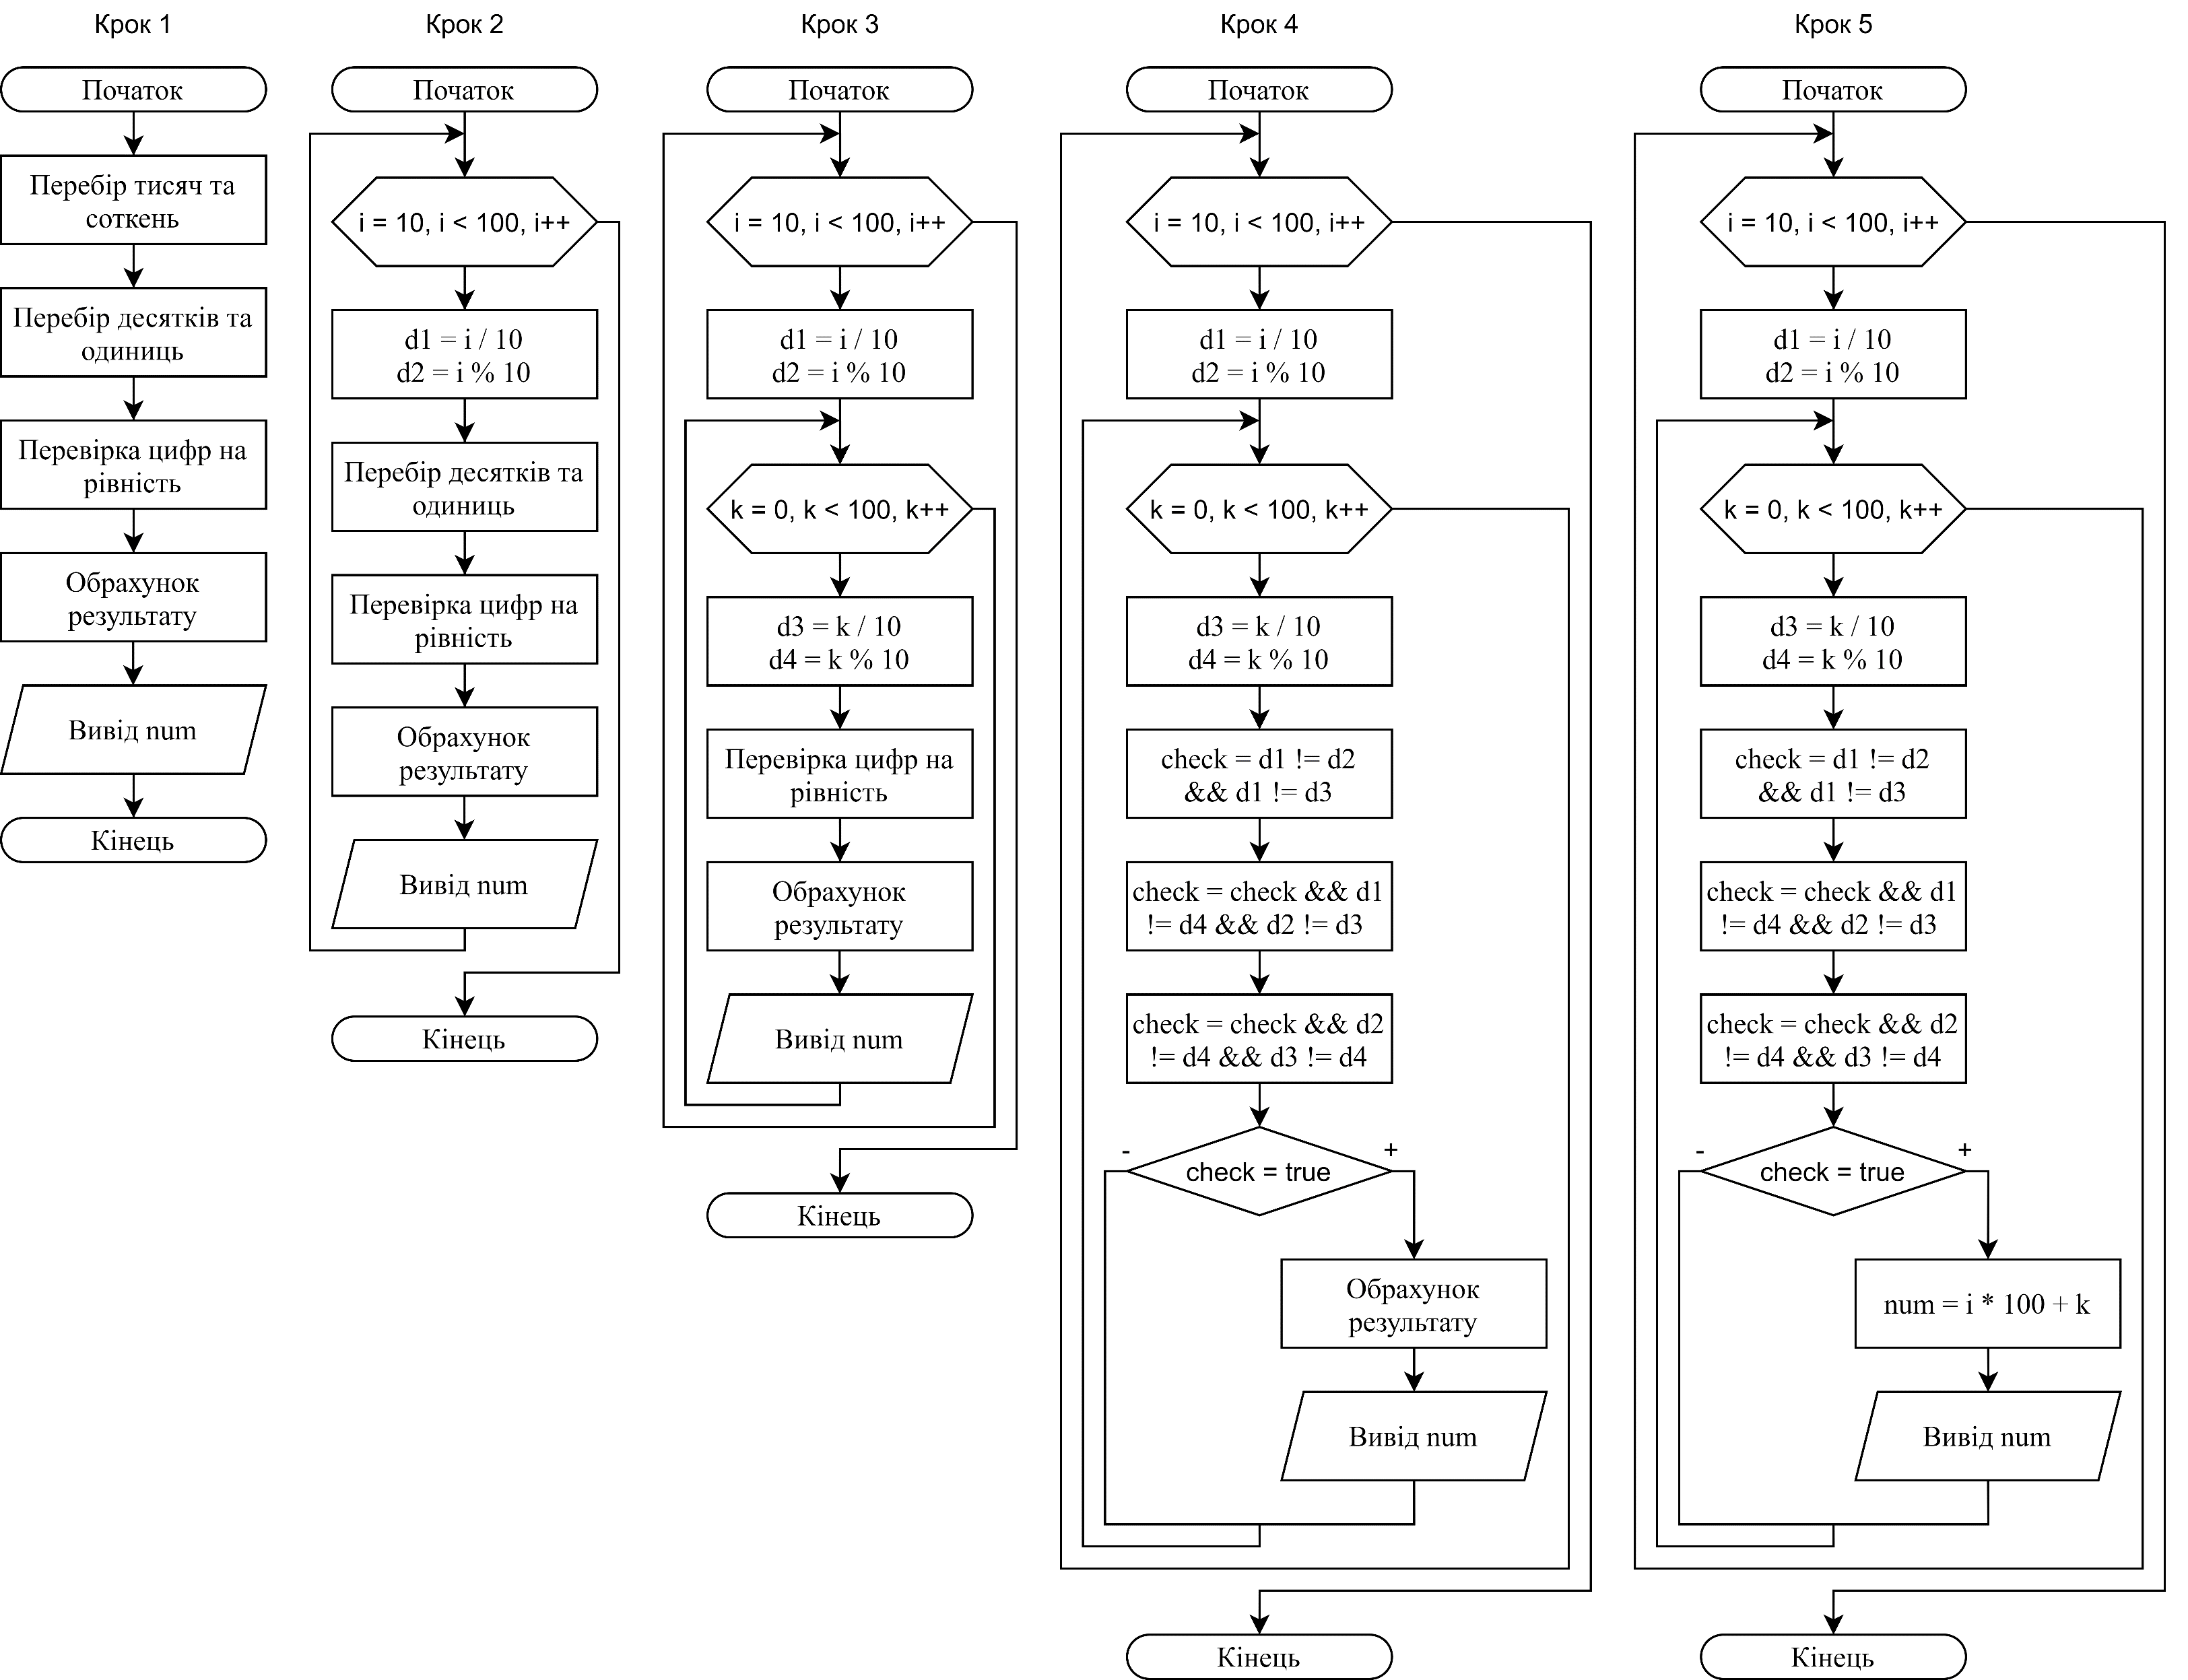 Крок 1
Початок
Перебір тисяч та
соткень
Перебір десятків та
одиниць
Перевірка цифр на
рівність
Обрахунок
результату
Вивід num
Кінець
Крок 2
Початок
i = 10, i < 100, i++
d1 = i / 10
d2 = i % 10
Перебір десятків та
одиниць
Перевірка цифр на
рівність
Обрахунок
результату
Вивід num
Кінець
Крок 3
Початок
i = 10, i < 100, i++
d1 = i / 10
d2 = i % 10
k = 0, k < 100, k++
d3 = k / 10
d4 = k % 10
Перевірка цифр на
рівність
Обрахунок
результату
Вивід num
Кінець
Крок 4
Початок
i = 10, i < 100, i++
d1 = i / 10
d2 = i % 10
k = 0, k < 100, k++
d3 = k / 10
d4 = k % 10
check = d1 != d2
&& d1 != d3
check = check && d1
!= d4 && d2 != d3
check = check && d2
!= d4 && d3 != d4
- +
check = true
Обрахунок
результату
Вивід num
Кінець
Крок 5
Початок
i = 10, i < 100, i++
d1 = i / 10
d2 = i % 10
k = 0, k < 100, k++
d3 = k / 10
d4 = k % 10
check = d1 != d2
&& d1 != d3
check = check && d1
!= d4 && d2 != d3
check = check && d2
!= d4 && d3 != d4
- +
check = true
num = i * 100 + k
Вивід num
Кінець